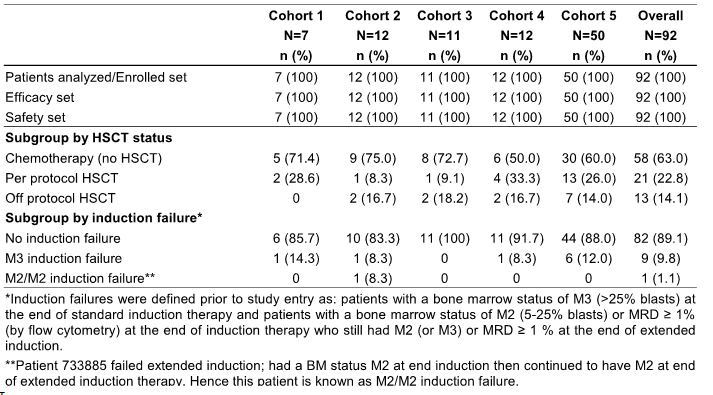 Cohort 1 Cohort 2 Cohort 3 Cohort 4 Cohort 5 Overall
N=7 N=12 N=11 N=12 N=50 N=92
n (%) n (%) n (%) n (%) n (%) n (%)
Patients analyzed/Enrolled set 7 (100) 12 (100) 11 (100) 12 (100) 50 (100) 92 (100)
Efficacy set 7 (100) 12 (100) 11 (100) 12 (100) 50 (100) 92 (100)
Safety set 7 (100) 12 (100) 11 (100) 12 (100) 50 (100) 92 (100)
Subgroup by HSCT status
Chemotherapy (no HSCT) 5 (71.4) 9 (75.0) 8 (72.7) 6 (50.0) 30 (60.0) 58 (63.0)
Per protocol HSCT 2 (28.6) 1 (8.3) 1 (9.1) 4 (33.3) 13 (26.0) 21 (22.8)
Off protocol HSCT 0 2 (16.7) 2 (18.2) 2 (16.7) 7 (14.0) 13 (14.1)
Subgroup by induction failure*
No induction failure 6 (85.7) 10 (83.3) 11 (100) 11 (91.7) 44 (88.0) 82 (89.1)
M3 induction failure 1 (14.3) 1 (8.3) 0 1 (8.3) 6 (12.0) 9 (9.8)
M2/M2 induction failure** 0 1 (8.3) 0 0 0 1 (1.1)
*Induction failures were defined prior to study entry as: patients with a bone marrow status of M3 (>25% blasts) at
the end of standard induction therapy and patients with a bone marrow status of M2 (5-25% blasts) or MRD ≥ 1%
(by flow cytometry) at the end of induction therapy who still had M2 (or M3) or MRD ≥ 1 % at the end of extended
induction.
**Patient 733885 failed extended induction; had a BM status M2 at end induction then continued to have M2 at end
of extended induction therapy. Hence this patient is known as M2/M2 induction failure.